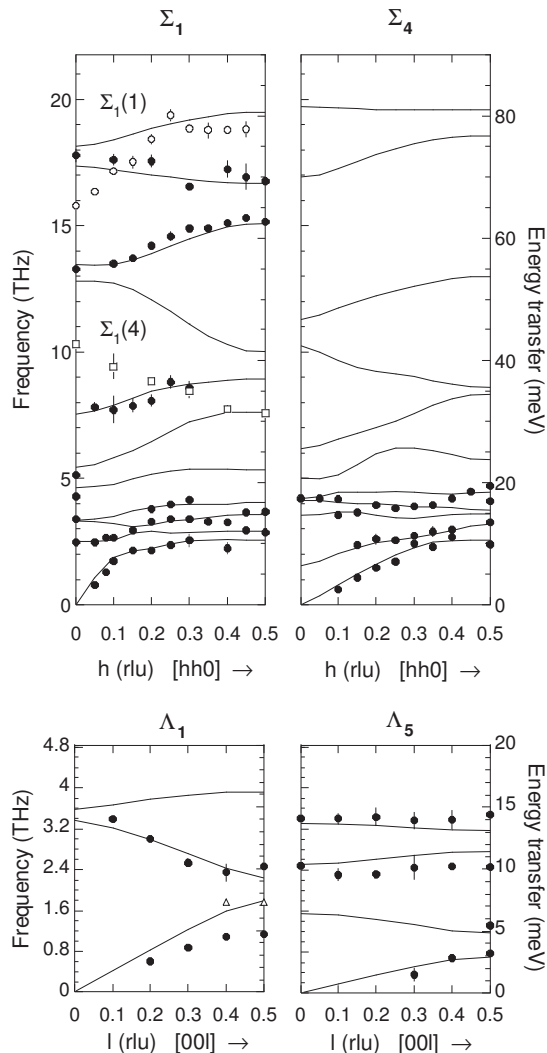 Σ1 Σ4
20
15
10
5
0
Frequency (THz)
Σ1(1)
Σ1(4)
80
60
40
20
0
Energy transfer (meV)
0 0.1 0.2 0.3 0.4 0.5
0 0.1 0.2 0.3 0.4 0.5
h (rlu) [hh0] →
h (rlu) [hh0] →
Λ1 Λ5
4.8
3.6
3.2
2.4
1.6
0.8
0
Frequency (THz)
20
15
10
5
0
Energy transfer (meV)
0 0.1 0.2 0.3 0.4 0.5
0 0.1 0.2 0.3 0.4 0.5
l (rlu) [00l] →
l (rlu) [00l] →